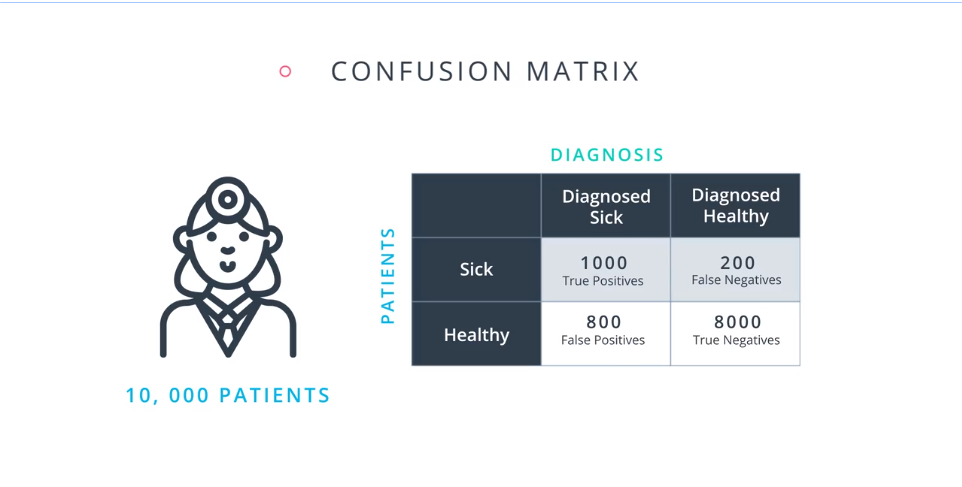 CONFUSION MATRIX
DIAGNOSIS
PATIENTS
Diagnosed
Sick
Diagnosed
Healthy
Sick
1000
True Positives
200
False Negatives
Healthy
800
False Positives
8000
True Negatives
10, 000 PATIENTS